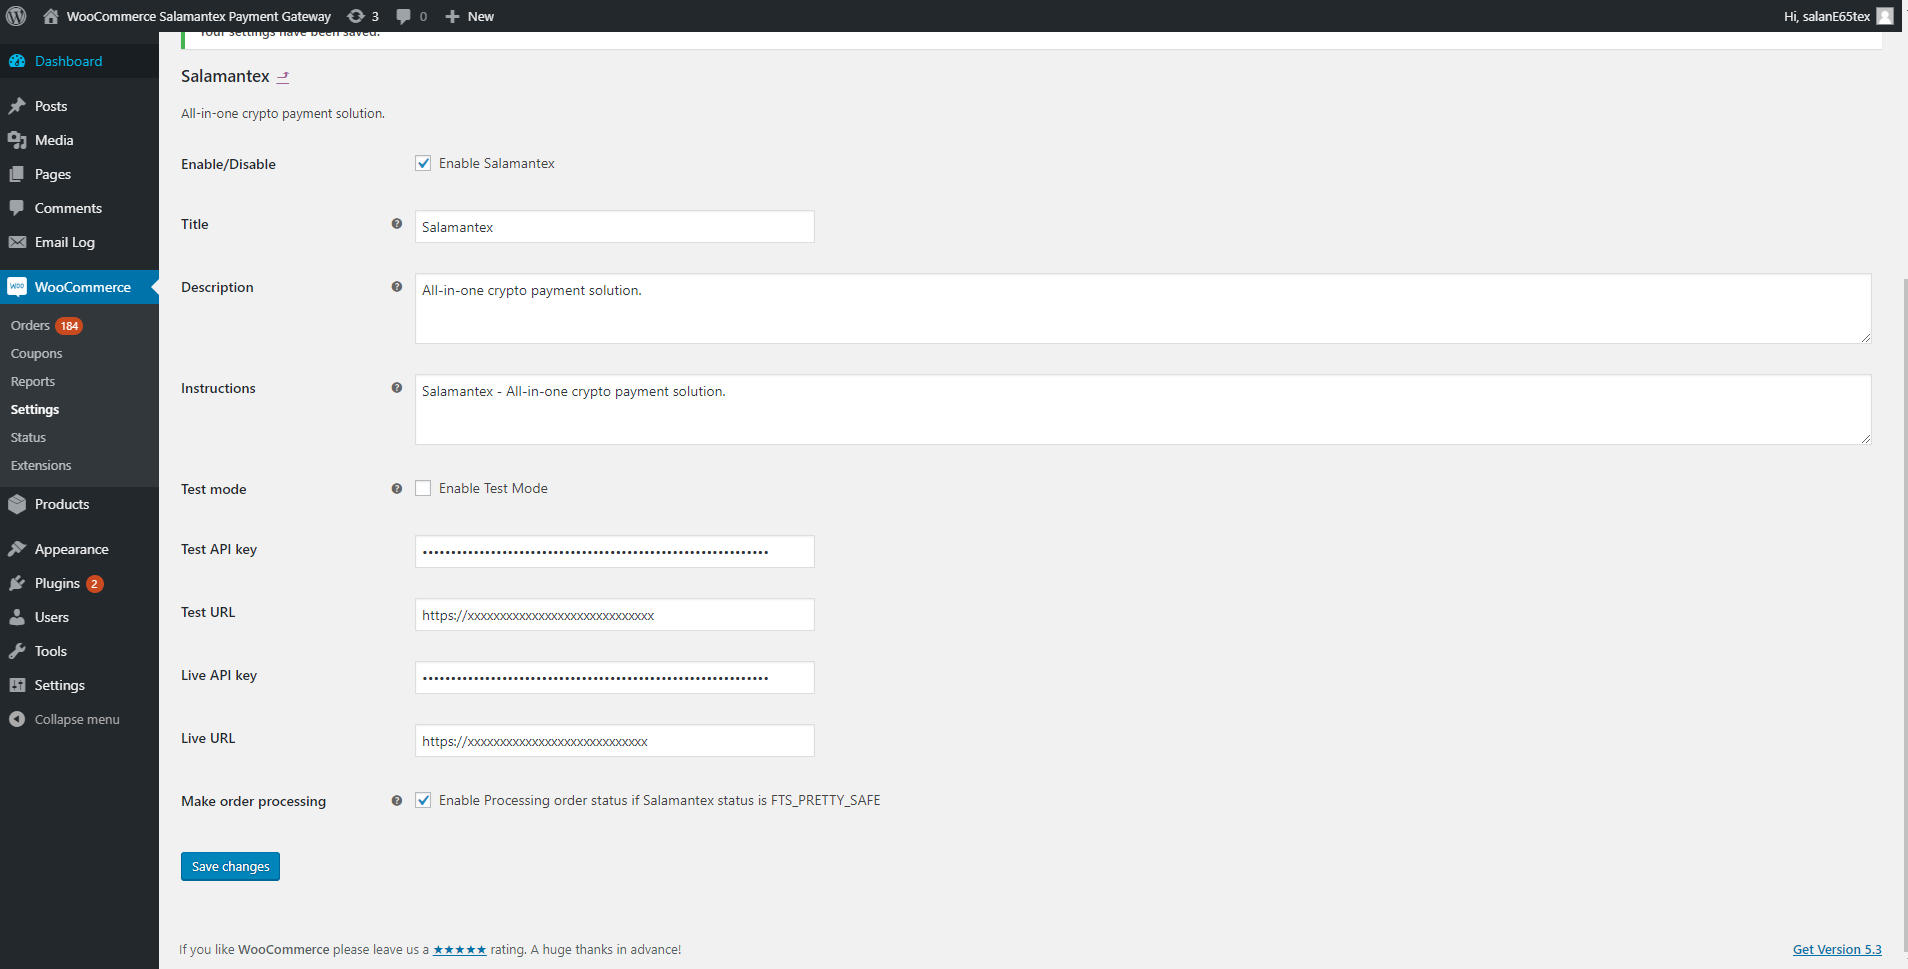 WooCommerce Salamantex Payment Gateway 3 0 New Hi, salanE65tex
Your settings have been saved.
Dashboard
Posts
Media
Pages
Comments
Email Log
WooCommerce
Orders 184
Coupons
Reports
Settings
Status
Extensions
Products
Appearance
Plugins 2
Users
Tools
Settings
Collapse menu
Salamantex
All-in-one crypto payment solution.
Enable/Disable Enable Salamantex
Title Salamantex
Description All-in-one crypto payment solution.
Instructions Salamantex - All-in-one crypto payment solution.
Test mode Enable Test Mode
Test API key
Test URL https://xxxxxxxxxxxxxxxxxxxxxxxxxxxxx
Live API key
Live URL https://xxxxxxxxxxxxxxxxxxxxxxxxxxxx
Make order processing Enable Processing order status if Salamantex status is FTS_PRETTY_SAFE
Save changes
If you like WooCommerce please leave us a ★★★★★ rating. A huge thanks in advance!
Get Version 5.3